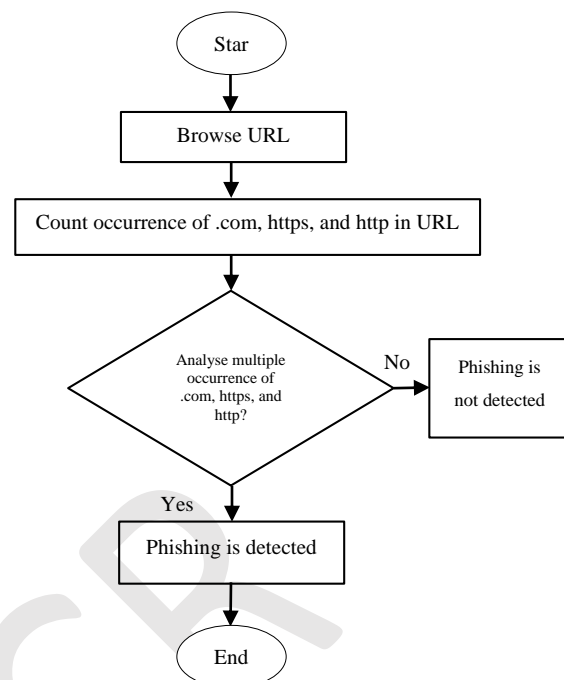 Star
Browse URL
Count occurrence of .com, https, and http in URL
Analyse multiple
occurrence of
.com, https, and
http?
No
Phishing is
not detected
Yes
Phishing is detected
End
CR